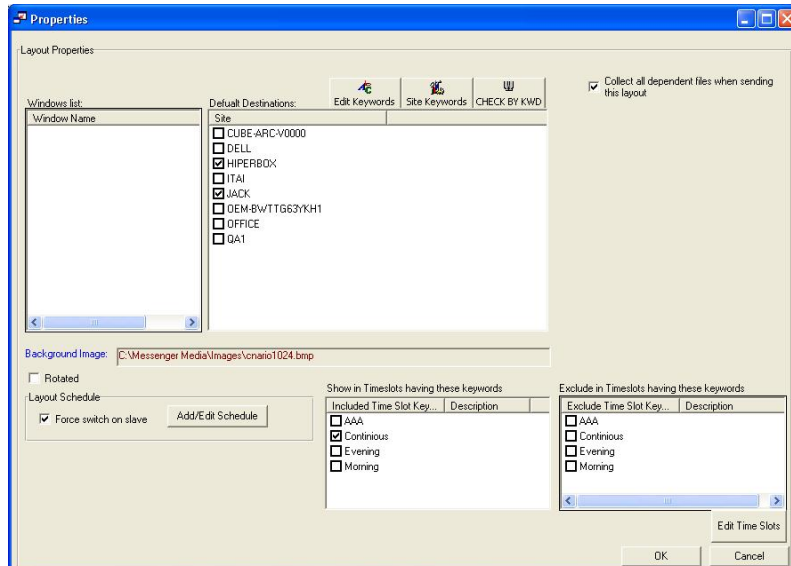 Properties
Layout Properties
Collect all dependent files when sending
this layout
Edit Keywords Site Keywords CHECK BY KWD
Windows list: Defualt Destinations:
Window Name Site
CUBE-ARC-V0000
DELL
HIPERBOX
ITAI
JACK
OEM-BWTTG63YKH1
OFFICE
QA1
Background Image: C:\Messenger Media\Images\cnario1024.bmp
Rotated
Layout Schedule
Force switch on slave Add/Edit Schedule
Show in Timeslots having these keywords
Included Time Slot Key... Description
AAA
Continious
Evening
Morning
Exclude in Timeslots having these keywords
Exclude Time Slot Key... Description
AAA
Continious
Evening
Morning
Edit Time Slots
OK Cancel